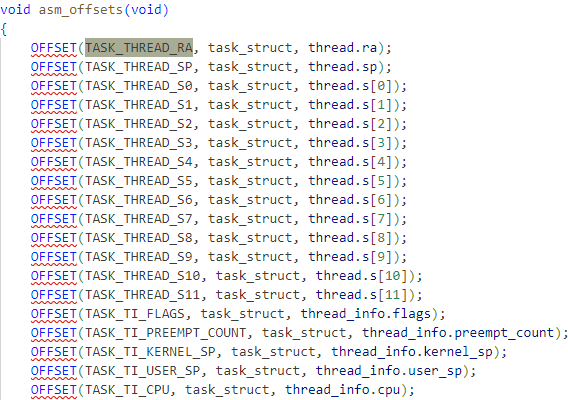 void asm_offsets(void)
{
OFFSET(TASK_THREAD_RA, task_struct, thread.ra);
OFFSET(TASK_THREAD_SP, task_struct, thread.sp);
OFFSET(TASK_THREAD_S0, task_struct, thread.s[0]);
OFFSET(TASK_THREAD_S1, task_struct, thread.s[1]);
OFFSET(TASK_THREAD_S2, task_struct, thread.s[2]);
OFFSET(TASK_THREAD_S3, task_struct, thread.s[3]);
OFFSET(TASK_THREAD_S4, task_struct, thread.s[4]);
OFFSET(TASK_THREAD_S5, task_struct, thread.s[5]);
OFFSET(TASK_THREAD_S6, task_struct, thread.s[6]);
OFFSET(TASK_THREAD_S7, task_struct, thread.s[7]);
OFFSET(TASK_THREAD_S8, task_struct, thread.s[8]);
OFFSET(TASK_THREAD_S9, task_struct, thread.s[9]);
OFFSET(TASK_THREAD_S10, task_struct, thread.s[10]);
OFFSET(TASK_THREAD_S11, task_struct, thread.s[11]);
OFFSET(TASK_TI_FLAGS, task_struct, thread_info.flags);
OFFSET(TASK_TI_PREEMPT_COUNT, task_struct, thread_info.preempt_count);
OFFSET(TASK_TI_KERNEL_SP, task_struct, thread_info.kernel_sp);
OFFSET(TASK_TI_USER_SP, task_struct, thread_info.user_sp);
OFFSET(TASK_TI_CPU, task_struct, thread_info.cpu);